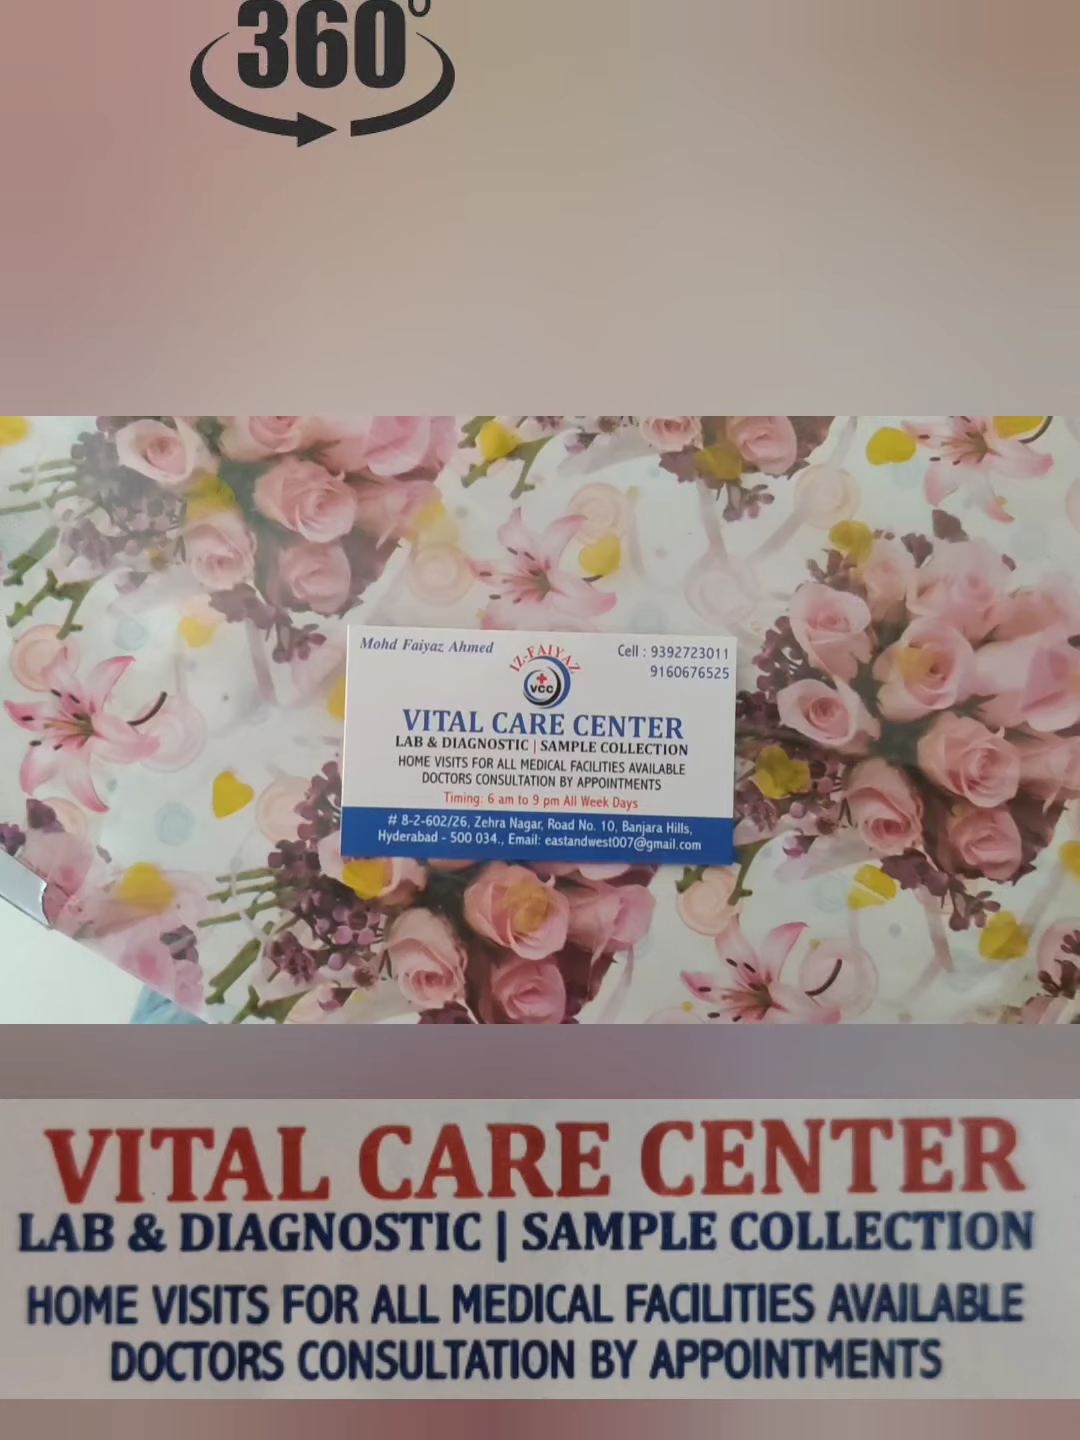 360°
Mohd Faiyaz Ahmed
Cell : 9392723011
9160676525
IZ-FAIYAZ
VCC
VITAL CARE CENTER
LAB & DIAGNOSTIC | SAMPLE COLLECTION
HOME VISITS FOR ALL MEDICAL FACILITIES AVAILABLE
DOCTORS CONSULTATION BY APPOINTMENTS
Timing: 6 am to 9 pm All Week Days
# 8-2-602/26, Zehra Nagar, Road No. 10, Banjara Hills,
Hyderabad - 500 034., Email: eastandwest007@gmail.com
VITAL CARE CENTER
LAB & DIAGNOSTIC | SAMPLE COLLECTION
HOME VISITS FOR ALL MEDICAL FACILITIES AVAILABLE
DOCTORS CONSULTATION BY APPOINTMENTS